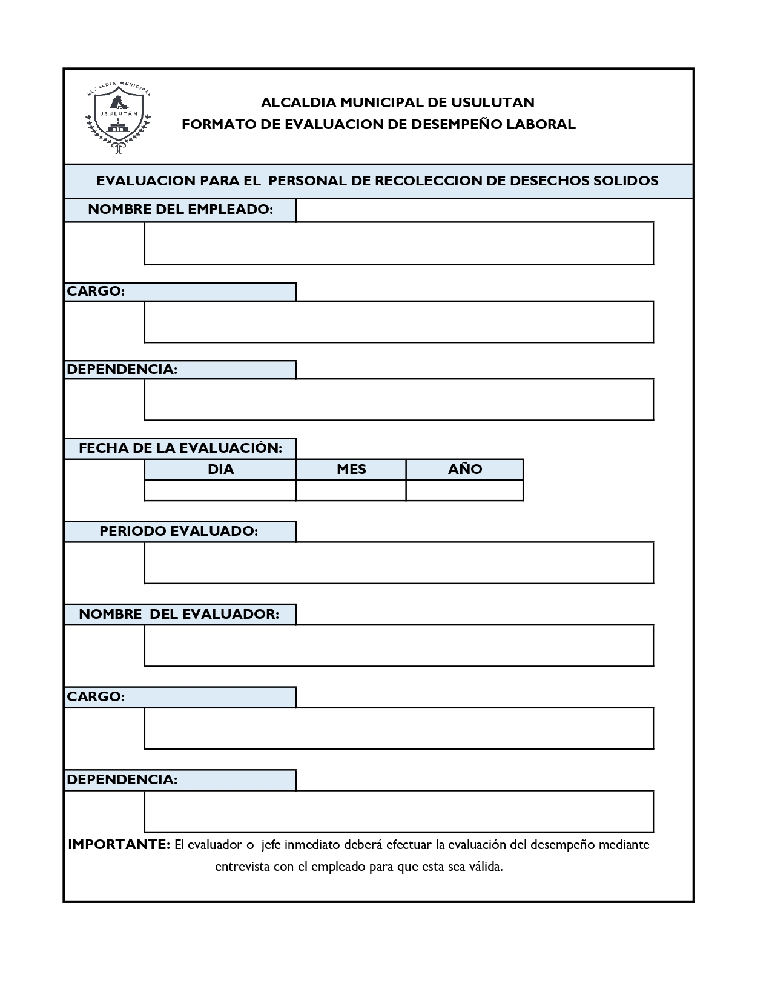 ALCALDIA MUNICIPAL
USULUTÁN
ALCALDIA MUNICIPAL DE USULUTAN
FORMATO DE EVALUACION DE DESEMPEÑO LABORAL
EVALUACION PARA EL  PERSONAL DE RECOLECCION DE DESECHOS SOLIDOS
NOMBRE DEL EMPLEADO:
CARGO:
DEPENDENCIA:
FECHA DE LA EVALUACIÓN:
DIA MES AÑO
PERIODO EVALUADO:
NOMBRE  DEL EVALUADOR:
CARGO:
DEPENDENCIA:
IMPORTANTE: El evaluador o  jefe inmediato deberá efectuar la evaluación del desempeño mediante
entrevista con el empleado para que esta sea válida.